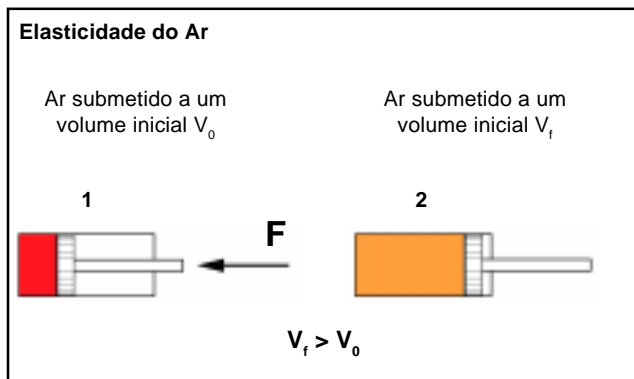 Elasticidade do Ar
Ar submetido a um
volume inicial V₀
Ar submetido a um
volume inicial Vf
1
2
F
Vf > V₀